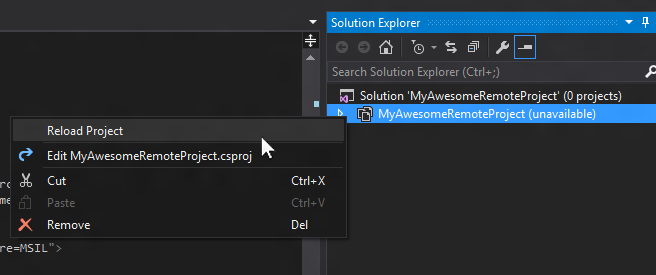 Solution Explorer
Search Solution Explorer (Ctrl+;)
Solution 'MyAwesomeRemoteProject' (0 projects)
MyAwesomeRemoteProject (unavailable)
Reload Project
Edit MyAwesomeRemoteProject.csproj
Cut Ctrl+X
Paste Ctrl+V
Remove Del
re=MSIL">